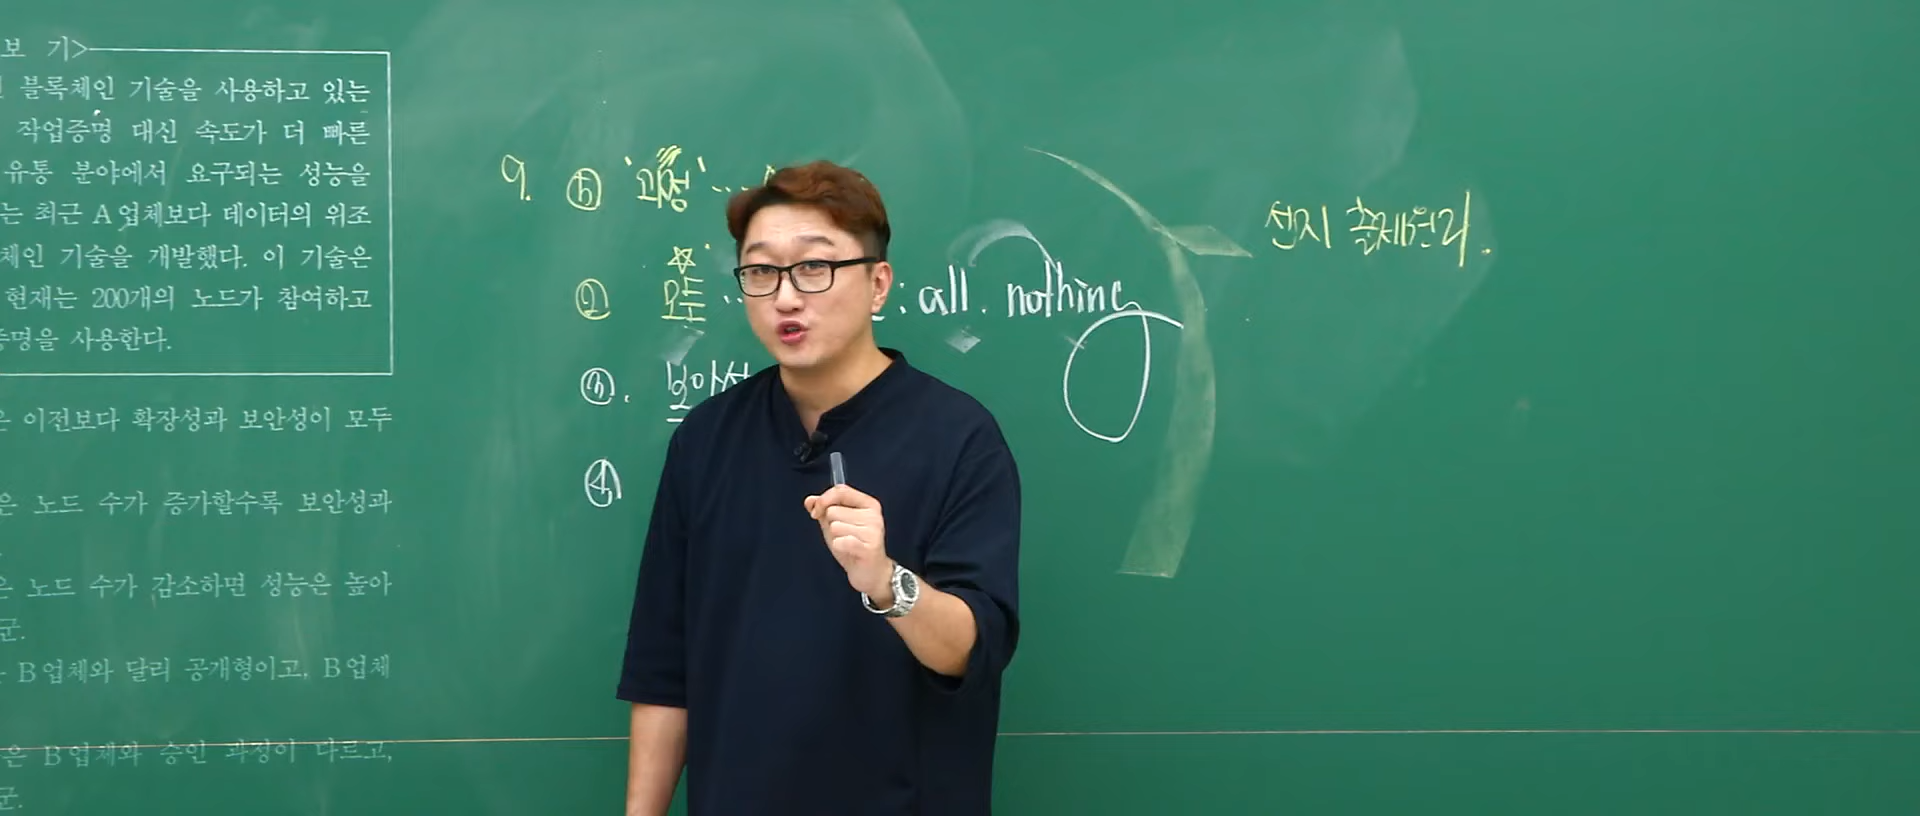 보 기>
블록체인 기술을 사용하고 있는
작업증명 대신 속도가 더 빠른
유통 분야에서 요구되는 성능을
는 최근 A업체보다 데이터의 위조
체인 기술을 개발했다. 이 기술은
현재는 200개의 노드가 참여하고
증명을 사용한다.
은 이전보다 확장성과 보안성이 모두
은 노드 수가 증가할수록 보안성과
은 노드 수가 감소하면 성능은 높아
군.
B업체와 달리 공개형이고, B업체
은 B업체와 승인 과정이 다르고,
군.
9. ⑤ '과정' ...
② 모두 .. : all. nothing
③. 보안성
④
선지 출제원리.